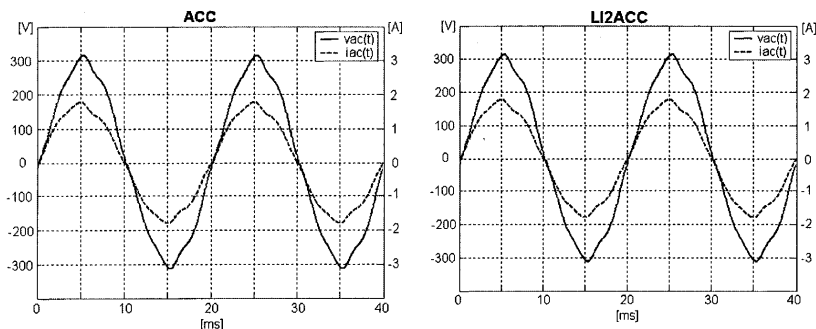 ACC
[V] [A]
vac(t)
iac(t)
300 3
200 2
100 1
0 0
-100 -1
-200 -2
-300 -3
0 10 20 30 40
[ms]
LI2ACC
[V] [A]
vac(t)
iac(t)
300 3
200 2
100 1
0 0
-100 -1
-200 -2
-300 -3
0 10 20 30 40
[ms]